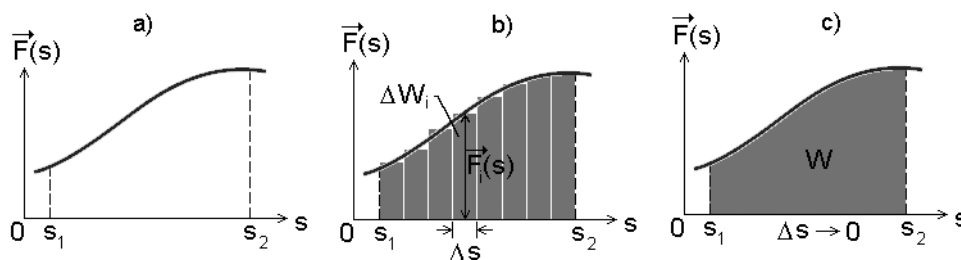 a)
F(s)
0
s₁
s₂
s
b)
F(s)
ΔWᵢ
Fᵢ(s)
0
s₁
Δs
s₂
s
c)
F(s)
W
0
s₁
Δs→0
s₂
s